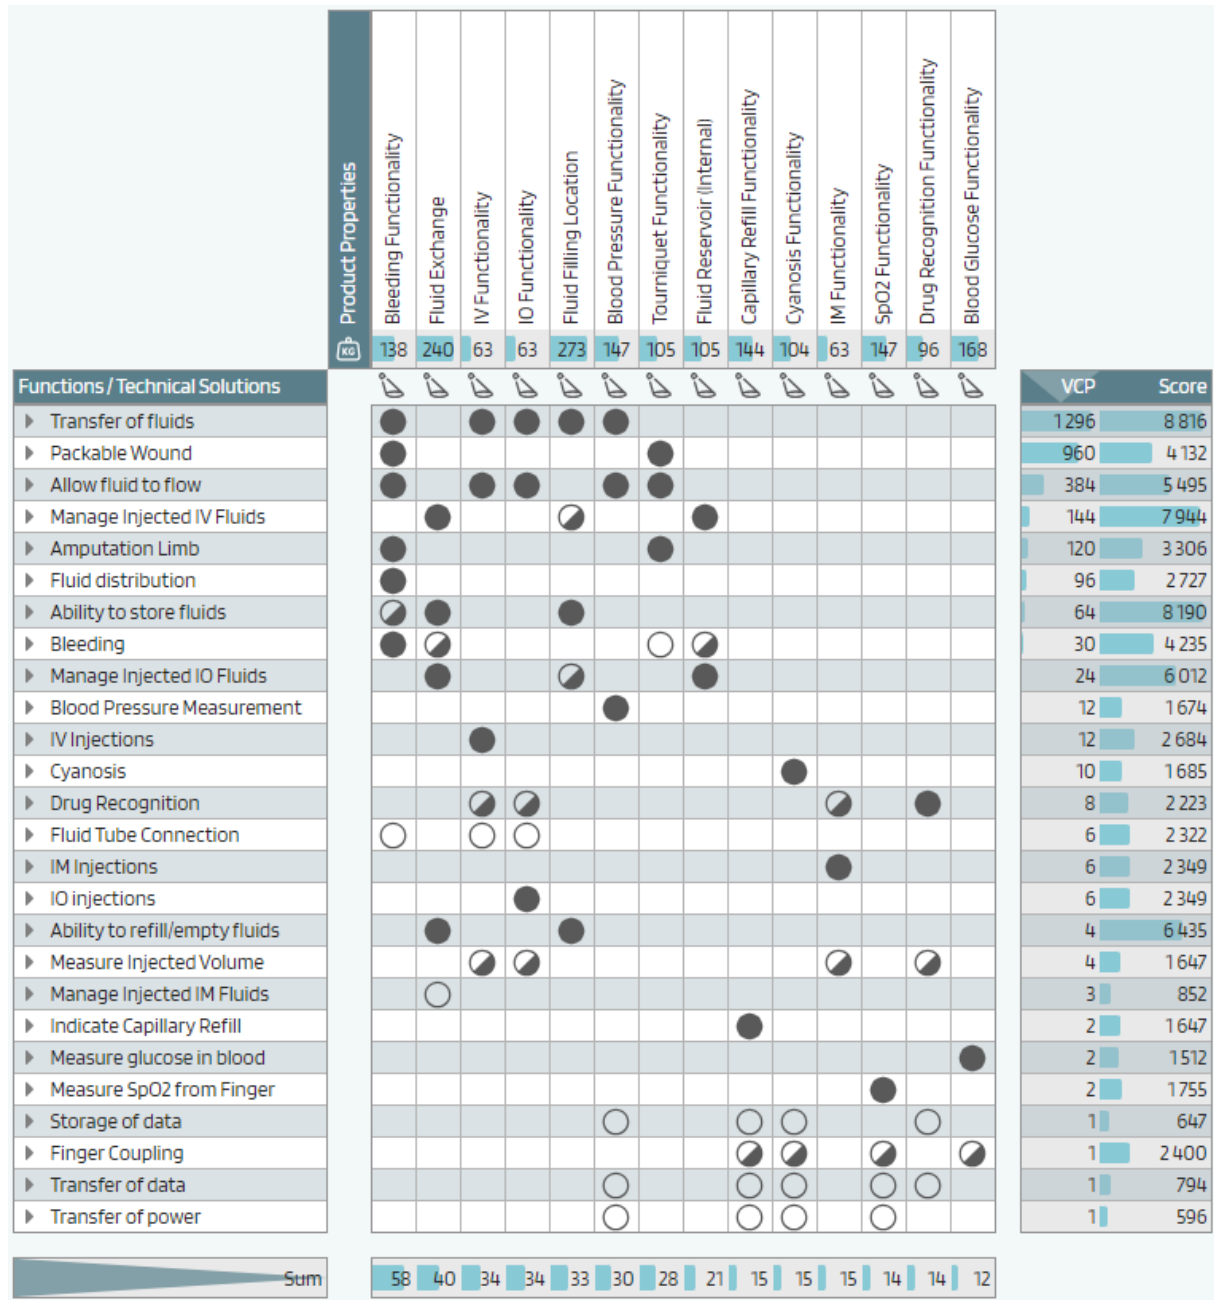 Product Properties
Bleeding Functionality
Fluid Exchange
IV Functionality
IO Functionality
Fluid Filling Location
Blood Pressure Functionality
Tourniquet Functionality
Fluid Reservoir (Internal)
Capillary Refill Functionality
Cyanosis Functionality
IM Functionality
SpO2 Functionality
Drug Recognition Functionality
Blood Glucose Functionality
KG 138 240 63 63 273 147 105 105 144 104 63 147 96 168
Functions / Technical Solutions VCP Score
Transfer of fluids 1 296 8 816
Packable Wound 960 4 132
Allow fluid to flow 384 5 495
Manage Injected IV Fluids 144 7 944
Amputation Limb 120 3 306
Fluid distribution 96 2 727
Ability to store fluids 64 8 190
Bleeding 30 4 235
Manage Injected IO Fluids 24 6 012
Blood Pressure Measurement 12 1 674
IV Injections 12 2 684
Cyanosis 10 1 685
Drug Recognition 8 2 223
Fluid Tube Connection 6 2 322
IM Injections 6 2 349
IO injections 6 2 349
Ability to refill/empty fluids 4 6 435
Measure Injected Volume 4 1 647
Manage Injected IM Fluids 3 852
Indicate Capillary Refill 2 1 647
Measure glucose in blood 2 1 512
Measure SpO2 from Finger 2 1 755
Storage of data 1 647
Finger Coupling 1 2 400
Transfer of data 1 794
Transfer of power 1 596
Sum 58 40 34 34 33 30 28 21 15 15 15 14 14 12